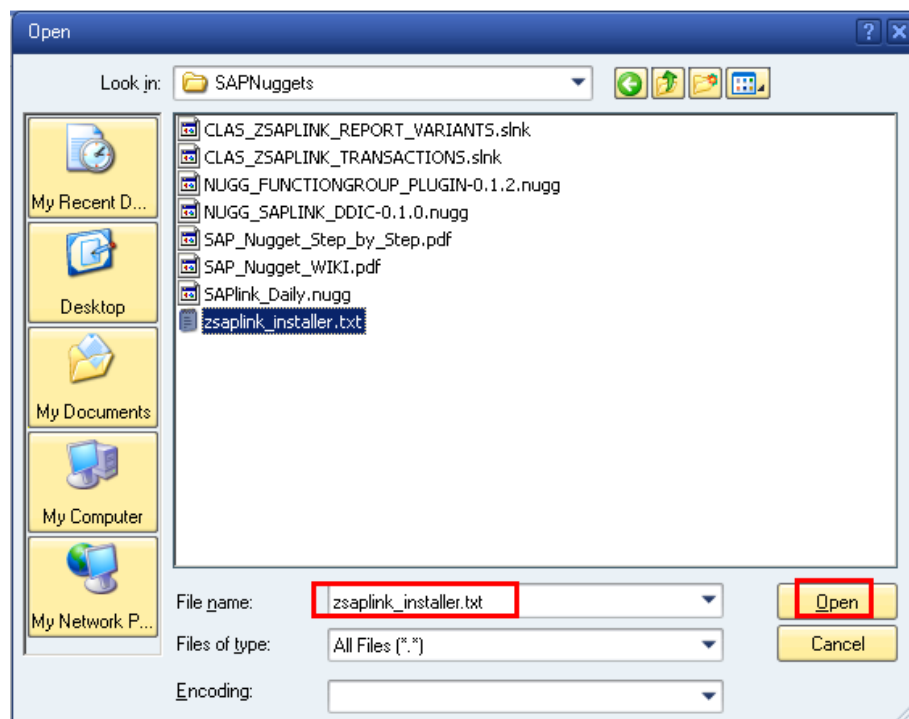 Open
Look in:
SAPNuggets
CLAS_ZSAPLINK_REPORT_VARIANTS.slnk
CLAS_ZSAPLINK_TRANSACTIONS.slnk
NUGG_FUNCTIONGROUP_PLUGIN-0.1.2.nugg
NUGG_SAPLINK_DDIC-0.1.0.nugg
SAP_Nugget_Step_by_Step.pdf
SAP_Nugget_WIKI.pdf
SAPlink_Daily.nugg
zsaplink_installer.txt
My Recent D...
Desktop
My Documents
My Computer
My Network P...
File name:
zsaplink_installer.txt
Open
Files of type:
All Files (*.*)
Cancel
Encoding: